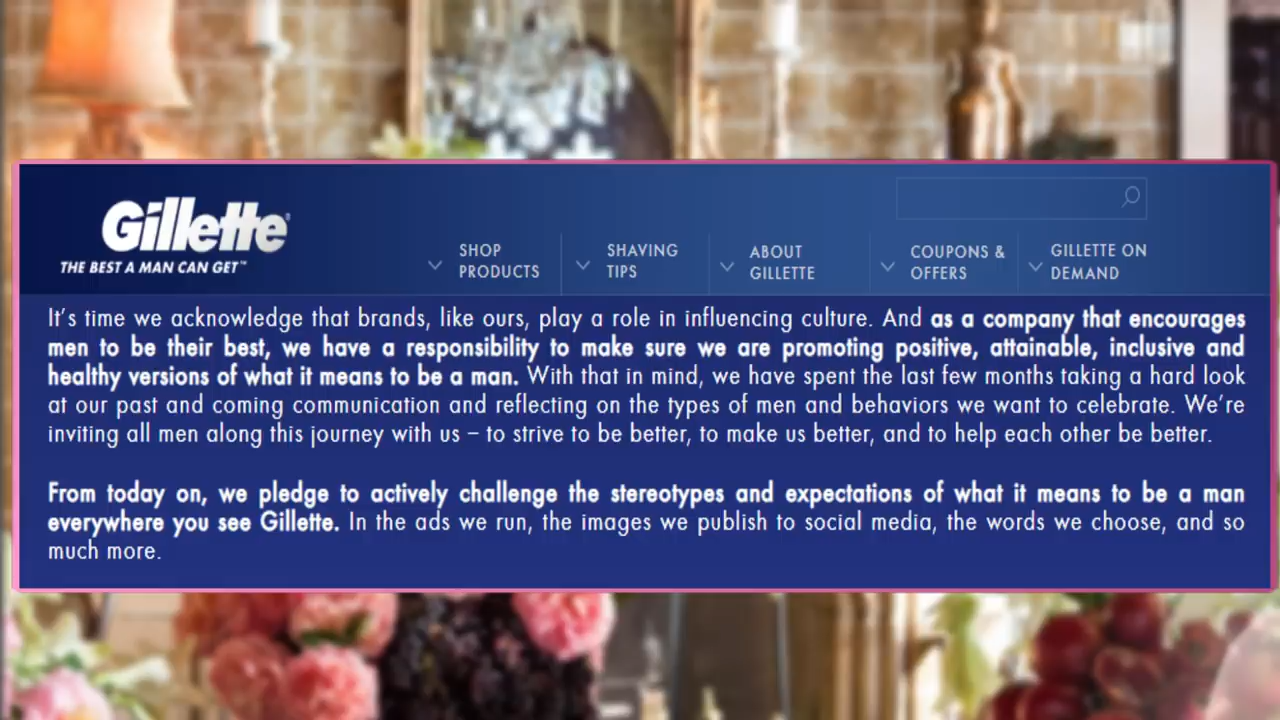 Gillette®
THE BEST A MAN CAN GET™
SHOP
PRODUCTS
SHAVING
TIPS
ABOUT
GILLETTE
COUPONS &
OFFERS
GILLETTE ON
DEMAND
It's time we acknowledge that brands, like ours, play a role in influencing culture. And as a company that encourages
men to be their best, we have a responsibility to make sure we are promoting positive, attainable, inclusive and
healthy versions of what it means to be a man. With that in mind, we have spent the last few months taking a hard look
at our past and coming communication and reflecting on the types of men and behaviors we want to celebrate. We're
inviting all men along this journey with us – to strive to be better, to make us better, and to help each other be better.
From today on, we pledge to actively challenge the stereotypes and expectations of what it means to be a man
everywhere you see Gillette. In the ads we run, the images we publish to social media, the words we choose, and so
much more.